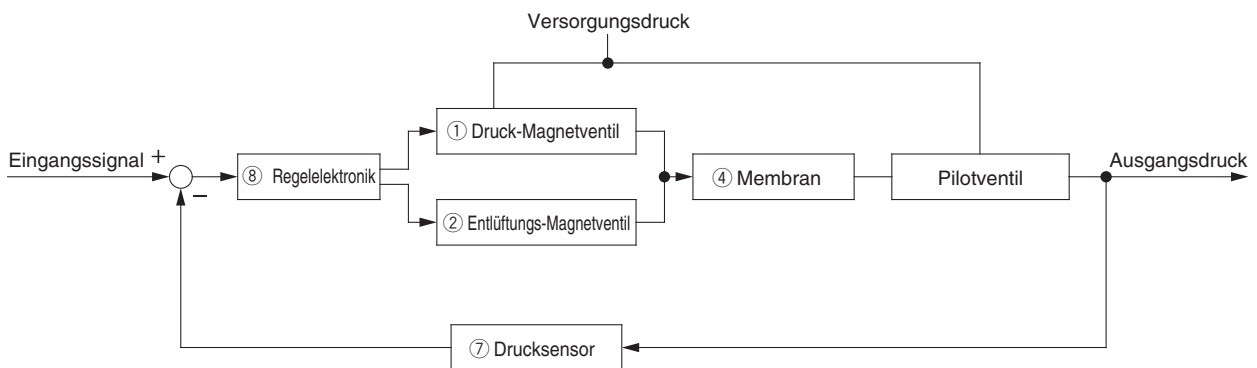 Versorgungsdruck
① Druck-Magnetventil
Eingangssignal +
⑧ Regelelektronik
④ Membran
Pilotventil
Ausgangsdruck
−
② Entlüftungs-Magnetventil
⑦ Drucksensor